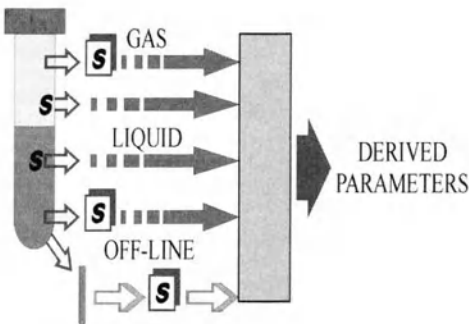 GAS
S
S
LIQUID
S
S
DERIVED
PARAMETERS
OFF-LINE
S